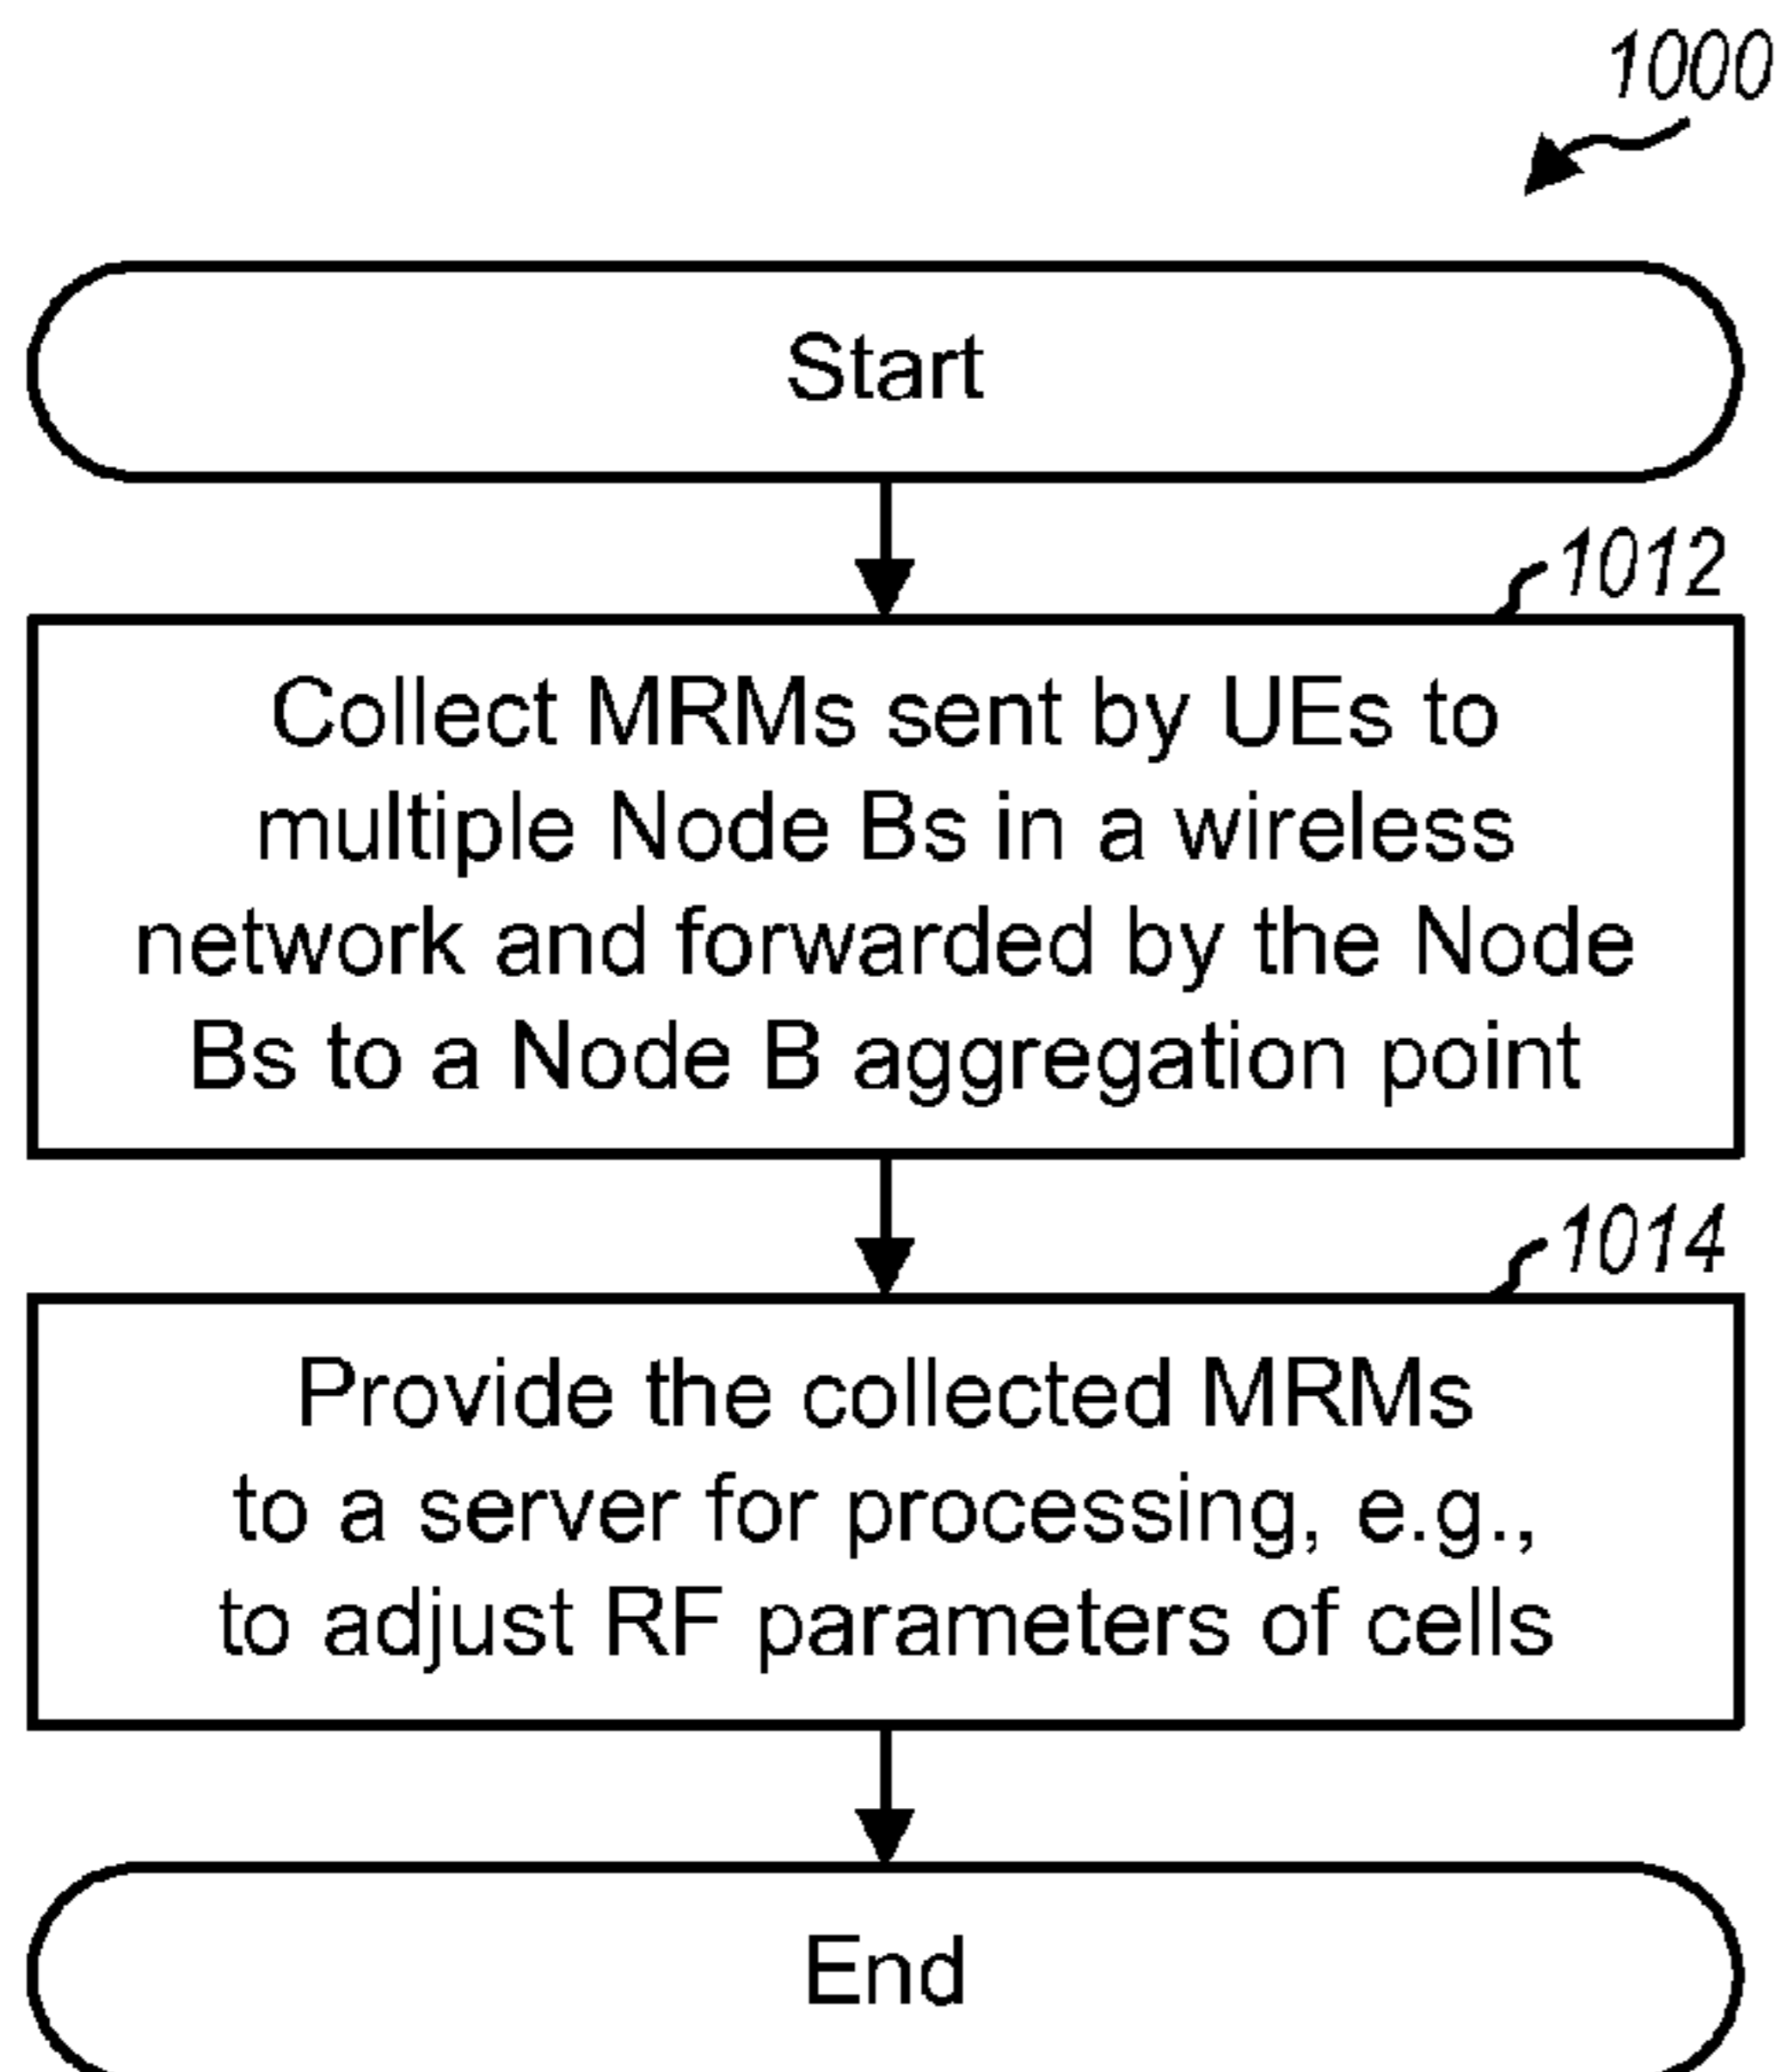 1000
Start
1012
Collect MRMs sent by UEs to
multiple Node Bs in a wireless
network and forwarded by the Node
Bs to a Node B aggregation point
1014
Provide the collected MRMs
to a server for processing, e.g.,
to adjust RF parameters of cells
End